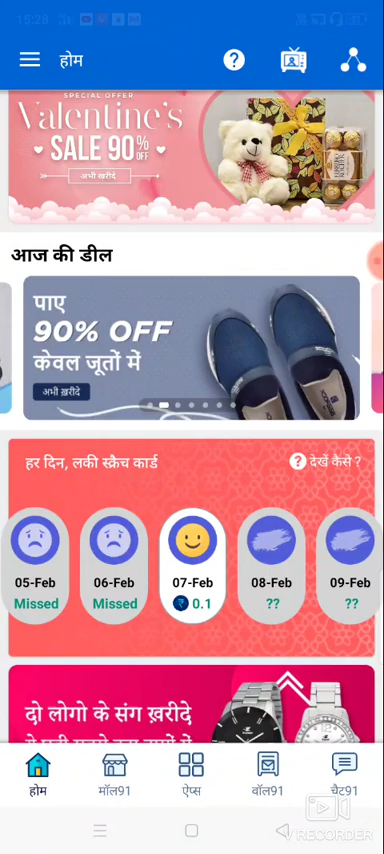 15:28
होम
SPECIAL OFFER
Valentine's
SALE 90% OFF
अभी खरीदे
आज की डील
पाए
90% OFF
केवल जूतों में
अभी ख़रीदे
हर दिन, लकी स्क्रैच कार्ड
? देखें कैसे ?
05-Feb 06-Feb 07-Feb 08-Feb 09-Feb
Missed Missed ₹ 0.1 ?? ??
दो लोगो के संग ख़रीदे
होम मॉल91 ऐप्स वॉल91 चैट91
V RECORDER